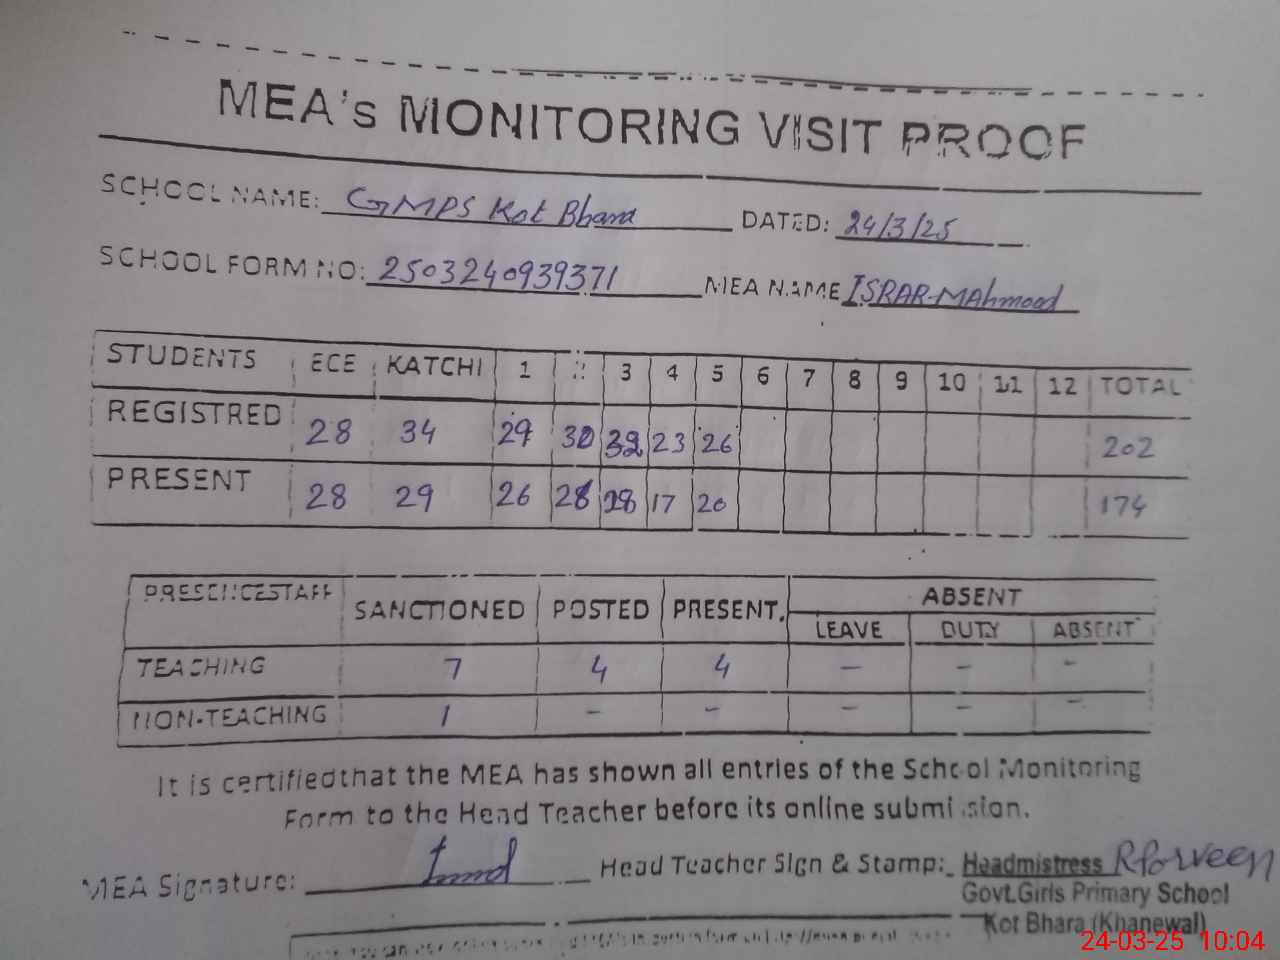 MEA's MONITORING VISIT PROOF
SCHOOL NAME: GMPS Kot Bhara DATED: 24/3/25
SCHOOL FORM NO: 2503240939371 MEA NAME ISRAR-MAhmood
STUDENTS ECE KATCHI 1 3 4 5 6 7 8 9 10 11 12 TOTAL
REGISTRED 28 34 29 30 32 23 26 202
PRESENT 28 29 26 28 28 17 20 174
PRESENCESTAFF SANCTIONED POSTED PRESENT. ABSENT
LEAVE DUTY ABSENT
TEACHING 7 4 4 – – –
NON-TEACHING 1 – – – – –
It is certifiedthat the MEA has shown all entries of the School Monitoring
Form to the Head Teacher before its online submission.
MEA Signature: Head Teacher Sign & Stamp: Headmistress RParveen
Govt.Girls Primary School
Kot Bhara (Khanewal)
24-03-25 10:04